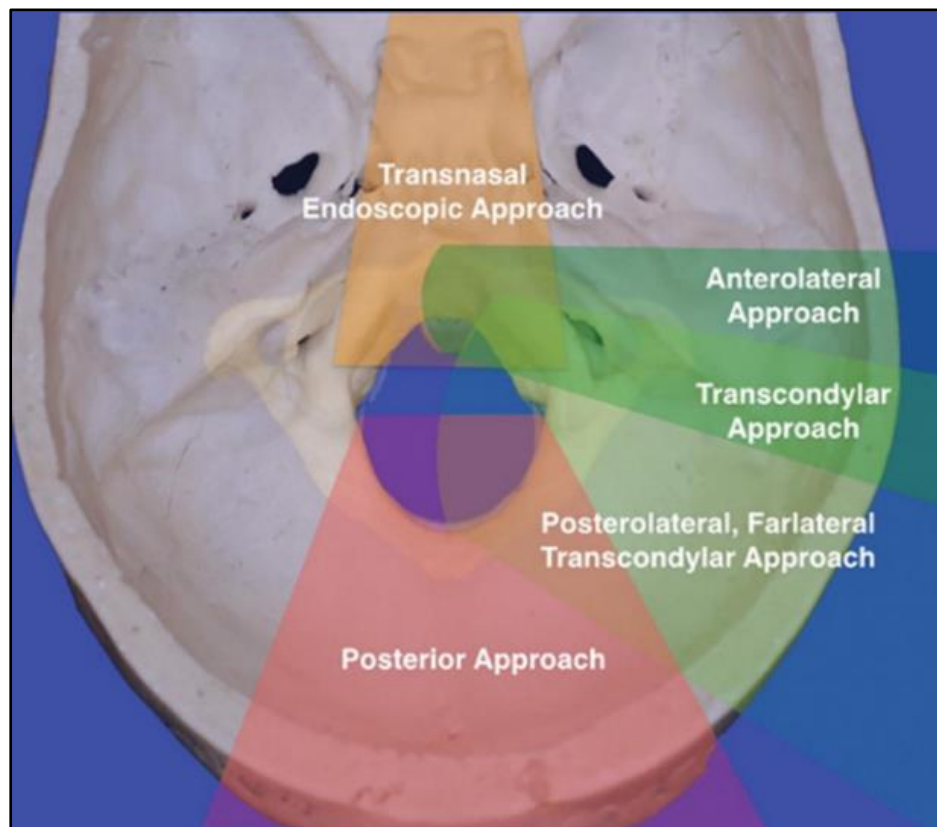 Transnasal
Endoscopic Approach
Anterolateral
Approach
Transcondylar
Approach
Posterolateral, Farlateral
Transcondylar Approach
Posterior Approach